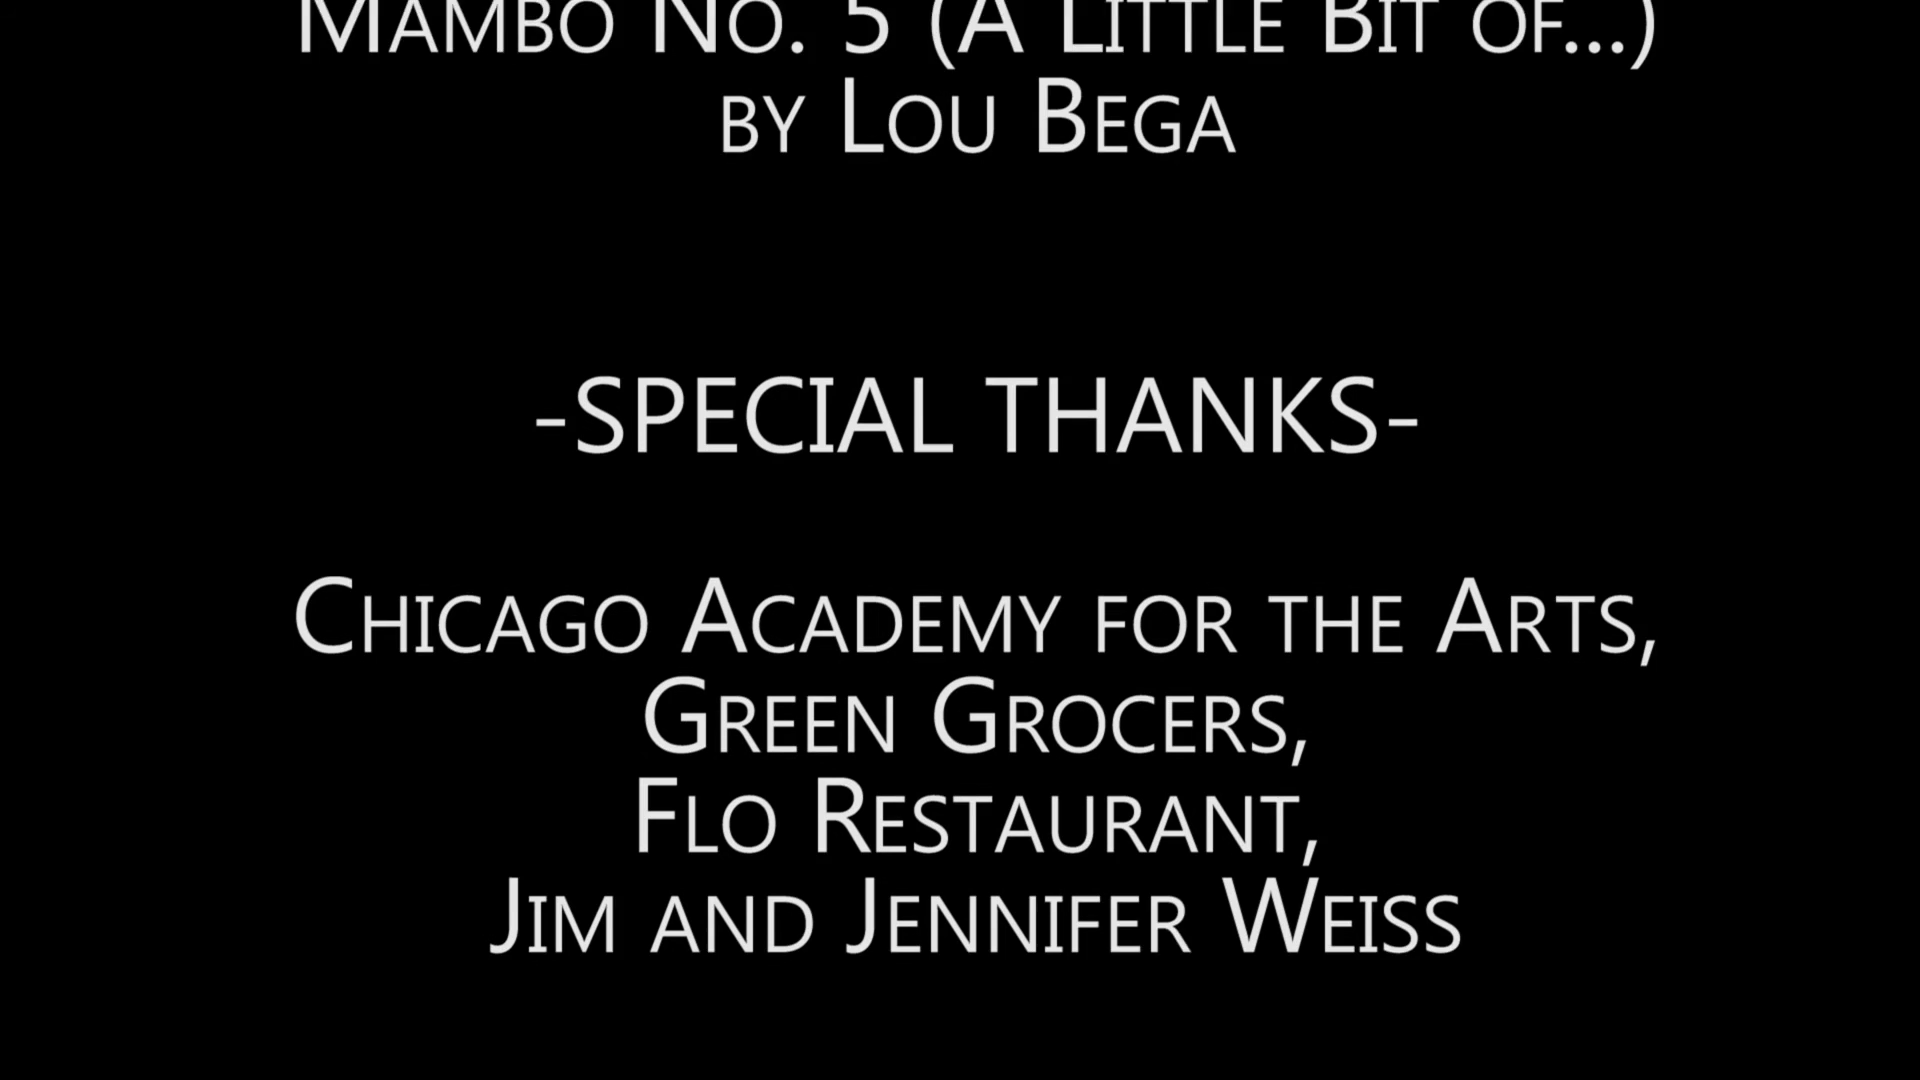 Mambo No. 5 (A Little Bit of...)
by Lou Bega
-SPECIAL THANKS-
Chicago Academy for the Arts,
Green Grocers,
Flo Restaurant,
Jim and Jennifer Weiss